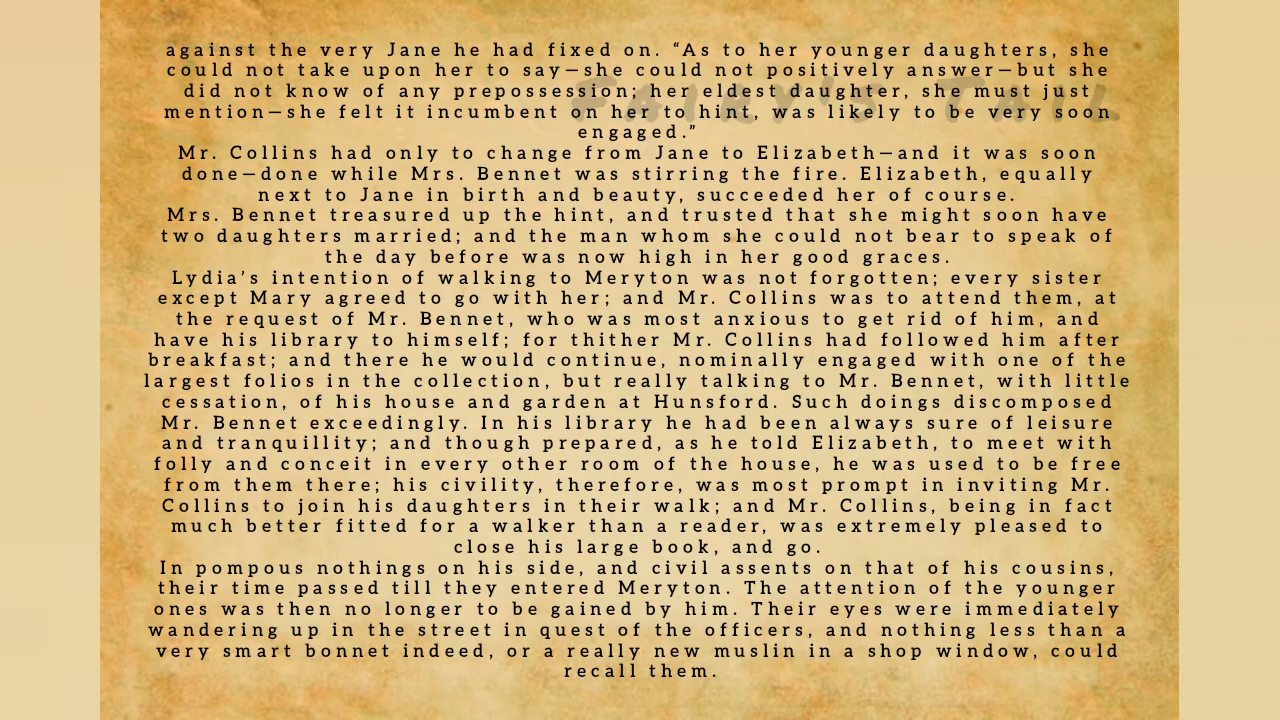 against the very Jane he had fixed on. “As to her younger daughters, she
could not take upon her to say—she could not positively answer—but she
did not know of any prepossession; her eldest daughter, she must just
mention—she felt it incumbent on her to hint, was likely to be very soon
engaged.”
Mr. Collins had only to change from Jane to Elizabeth—and it was soon
done—done while Mrs. Bennet was stirring the fire. Elizabeth, equally
next to Jane in birth and beauty, succeeded her of course.
Mrs. Bennet treasured up the hint, and trusted that she might soon have
two daughters married; and the man whom she could not bear to speak of
the day before was now high in her good graces.
Lydia’s intention of walking to Meryton was not forgotten; every sister
except Mary agreed to go with her; and Mr. Collins was to attend them, at
the request of Mr. Bennet, who was most anxious to get rid of him, and
have his library to himself; for thither Mr. Collins had followed him after
breakfast; and there he would continue, nominally engaged with one of the
largest folios in the collection, but really talking to Mr. Bennet, with little
cessation, of his house and garden at Hunsford. Such doings discomposed
Mr. Bennet exceedingly. In his library he had been always sure of leisure
and tranquillity; and though prepared, as he told Elizabeth, to meet with
folly and conceit in every other room of the house, he was used to be free
from them there; his civility, therefore, was most prompt in inviting Mr.
Collins to join his daughters in their walk; and Mr. Collins, being in fact
much better fitted for a walker than a reader, was extremely pleased to
close his large book, and go.
In pompous nothings on his side, and civil assents on that of his cousins,
their time passed till they entered Meryton. The attention of the younger
ones was then no longer to be gained by him. Their eyes were immediately
wandering up in the street in quest of the officers, and nothing less than a
very smart bonnet indeed, or a really new muslin in a shop window, could
recall them.
FAIRY'S TAIL